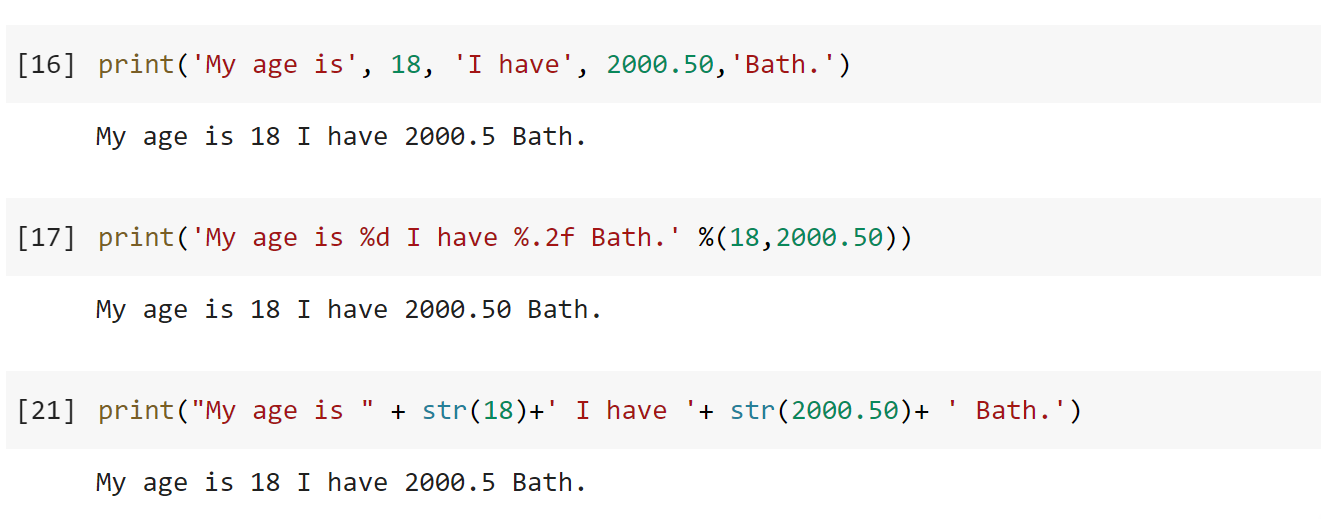 [16] print('My age is', 18, 'I have', 2000.50,'Bath.')
My age is 18 I have 2000.5 Bath.
[17] print('My age is %d I have %.2f Bath.' %(18,2000.50))
My age is 18 I have 2000.50 Bath.
[21] print("My age is " + str(18)+' I have '+ str(2000.50)+ ' Bath.')
My age is 18 I have 2000.5 Bath.